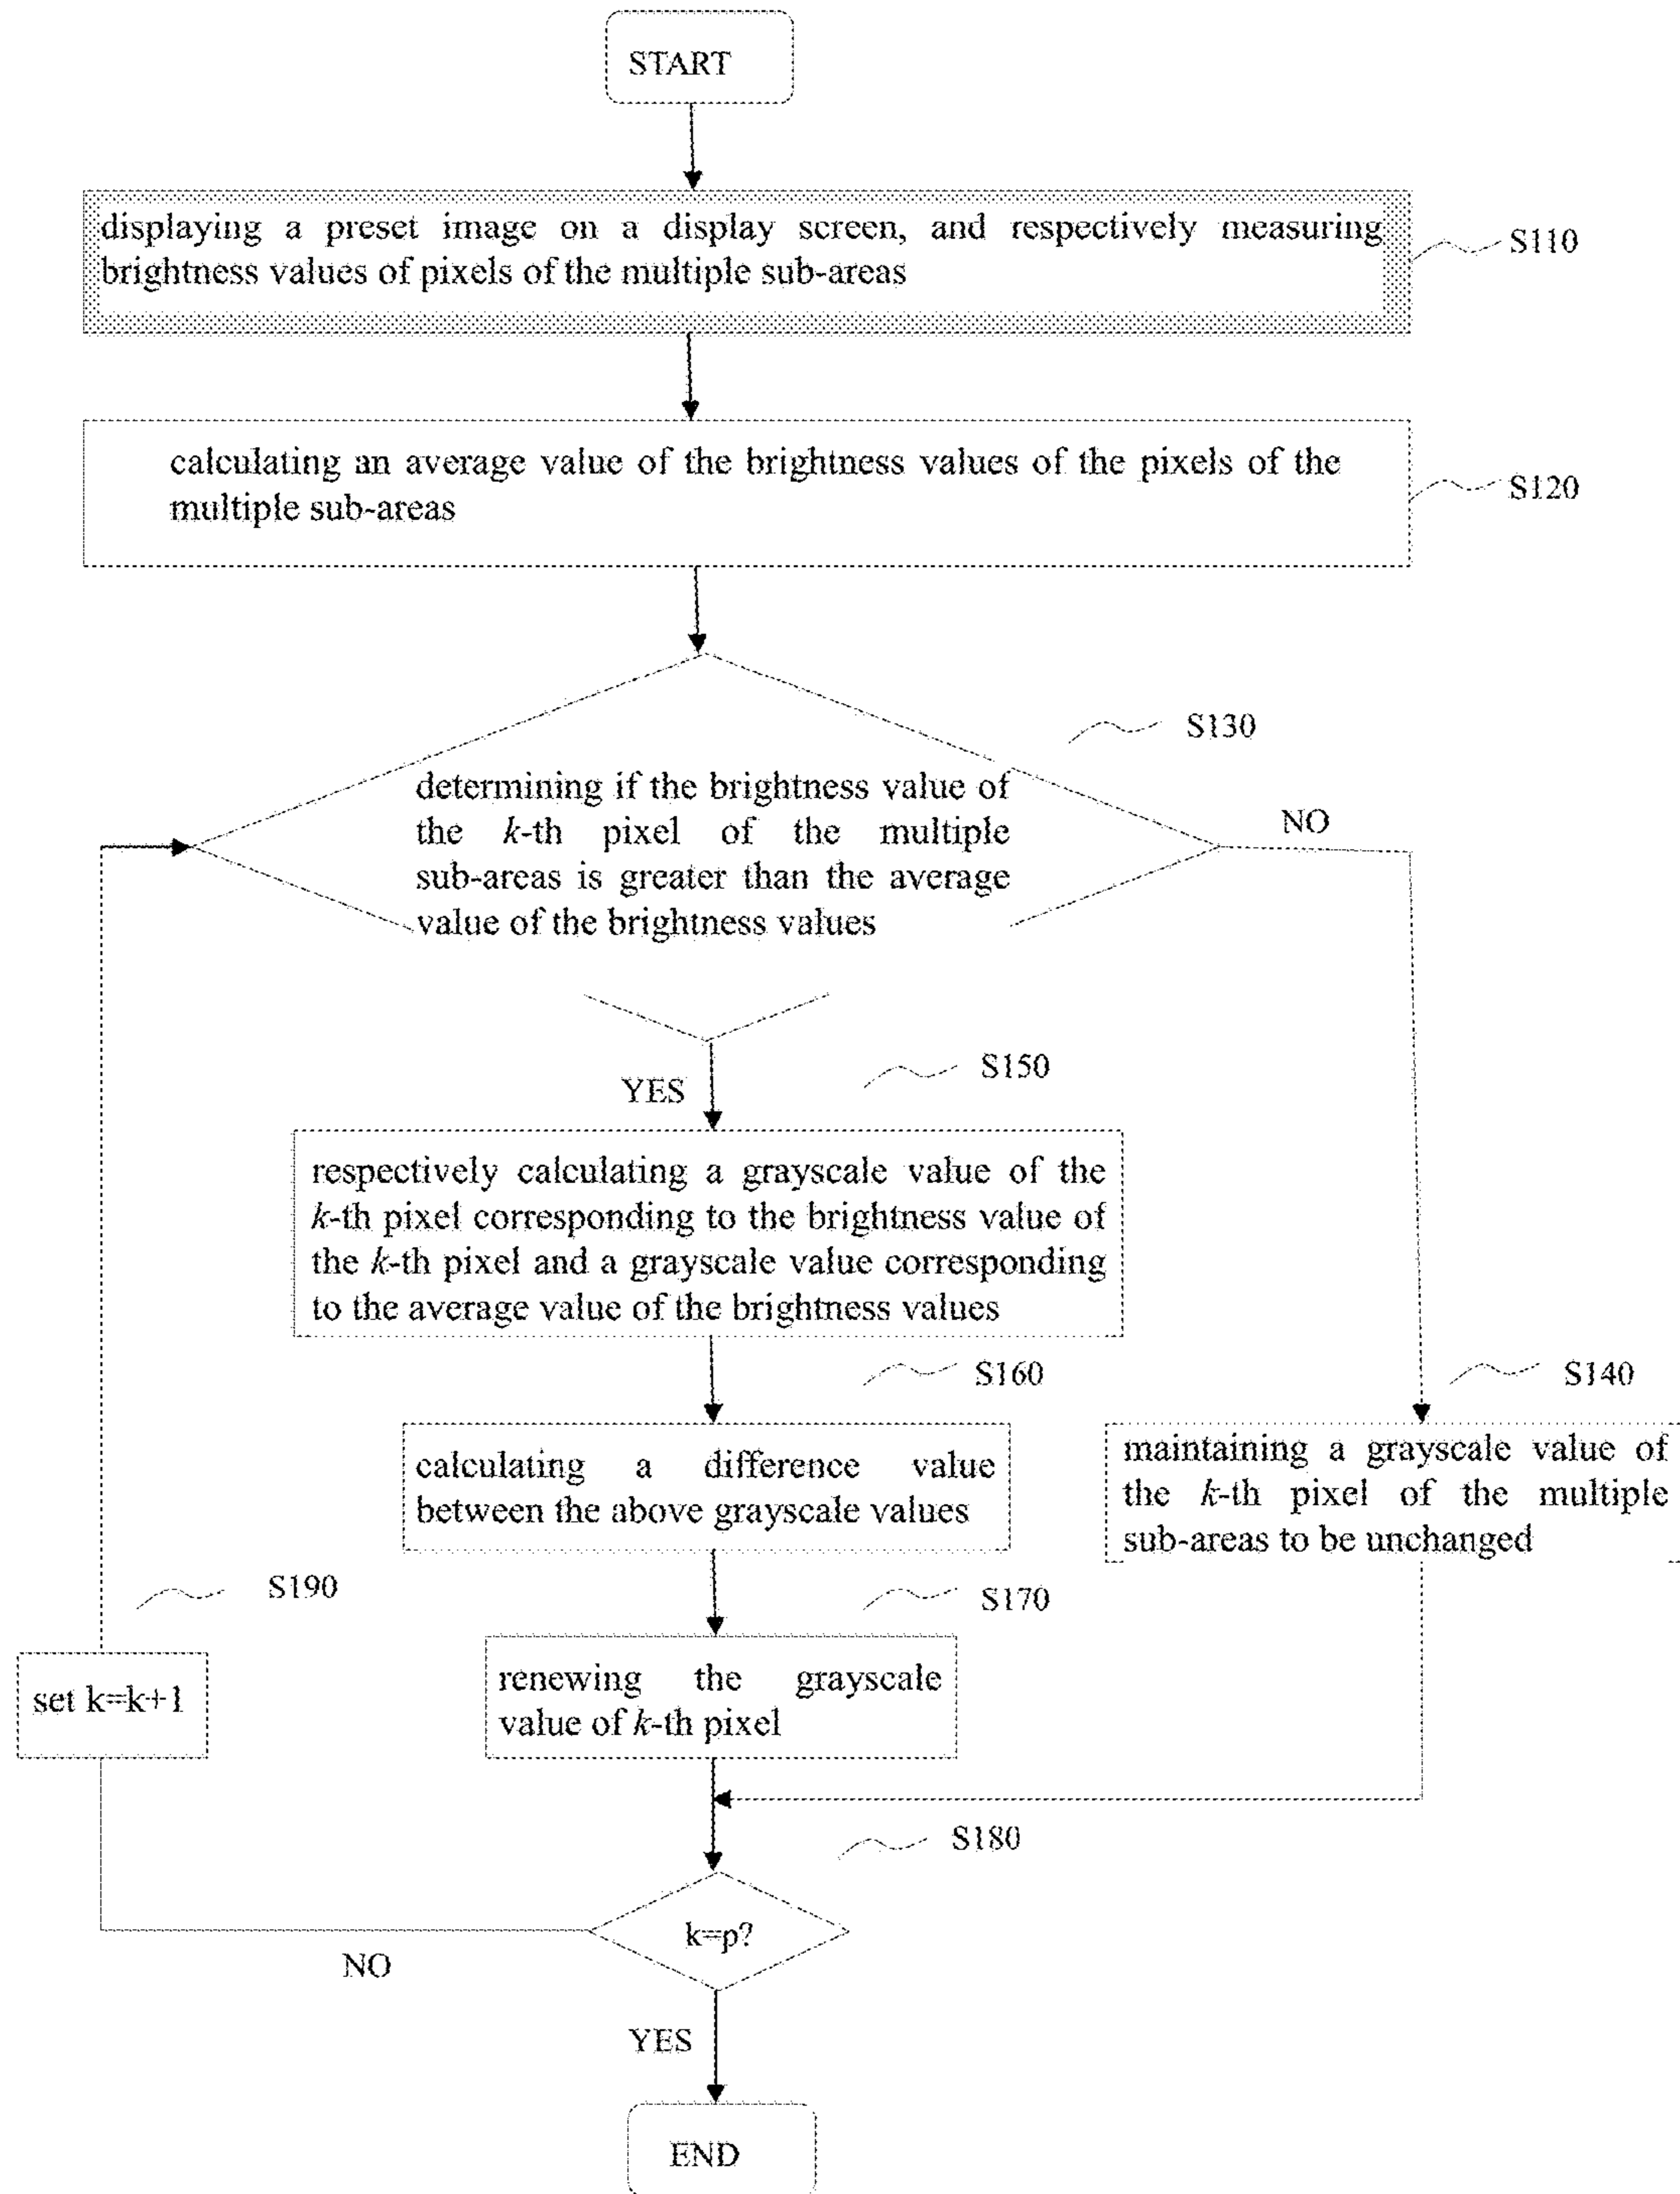 START
displaying a preset image on a display screen, and respectively measuring
brightness values of pixels of the multiple sub-areas
S110
calculating an average value of the brightness values of the pixels of the
multiple sub-areas
S120
S130
determining if the brightness value of
the k-th pixel of the multiple
sub-areas is greater than the average
value of the brightness values
NO
YES
S150
respectively calculating a grayscale value of the
k-th pixel corresponding to the brightness value of
the k-th pixel and a grayscale value corresponding
to the average value of the brightness values
S160
calculating a difference value
between the above grayscale values
S140
maintaining a grayscale value of
the k-th pixel of the multiple
sub-areas to be unchanged
S190
set k=k+1
S170
renewing the grayscale
value of k-th pixel
S180
k=p?
NO
YES
END